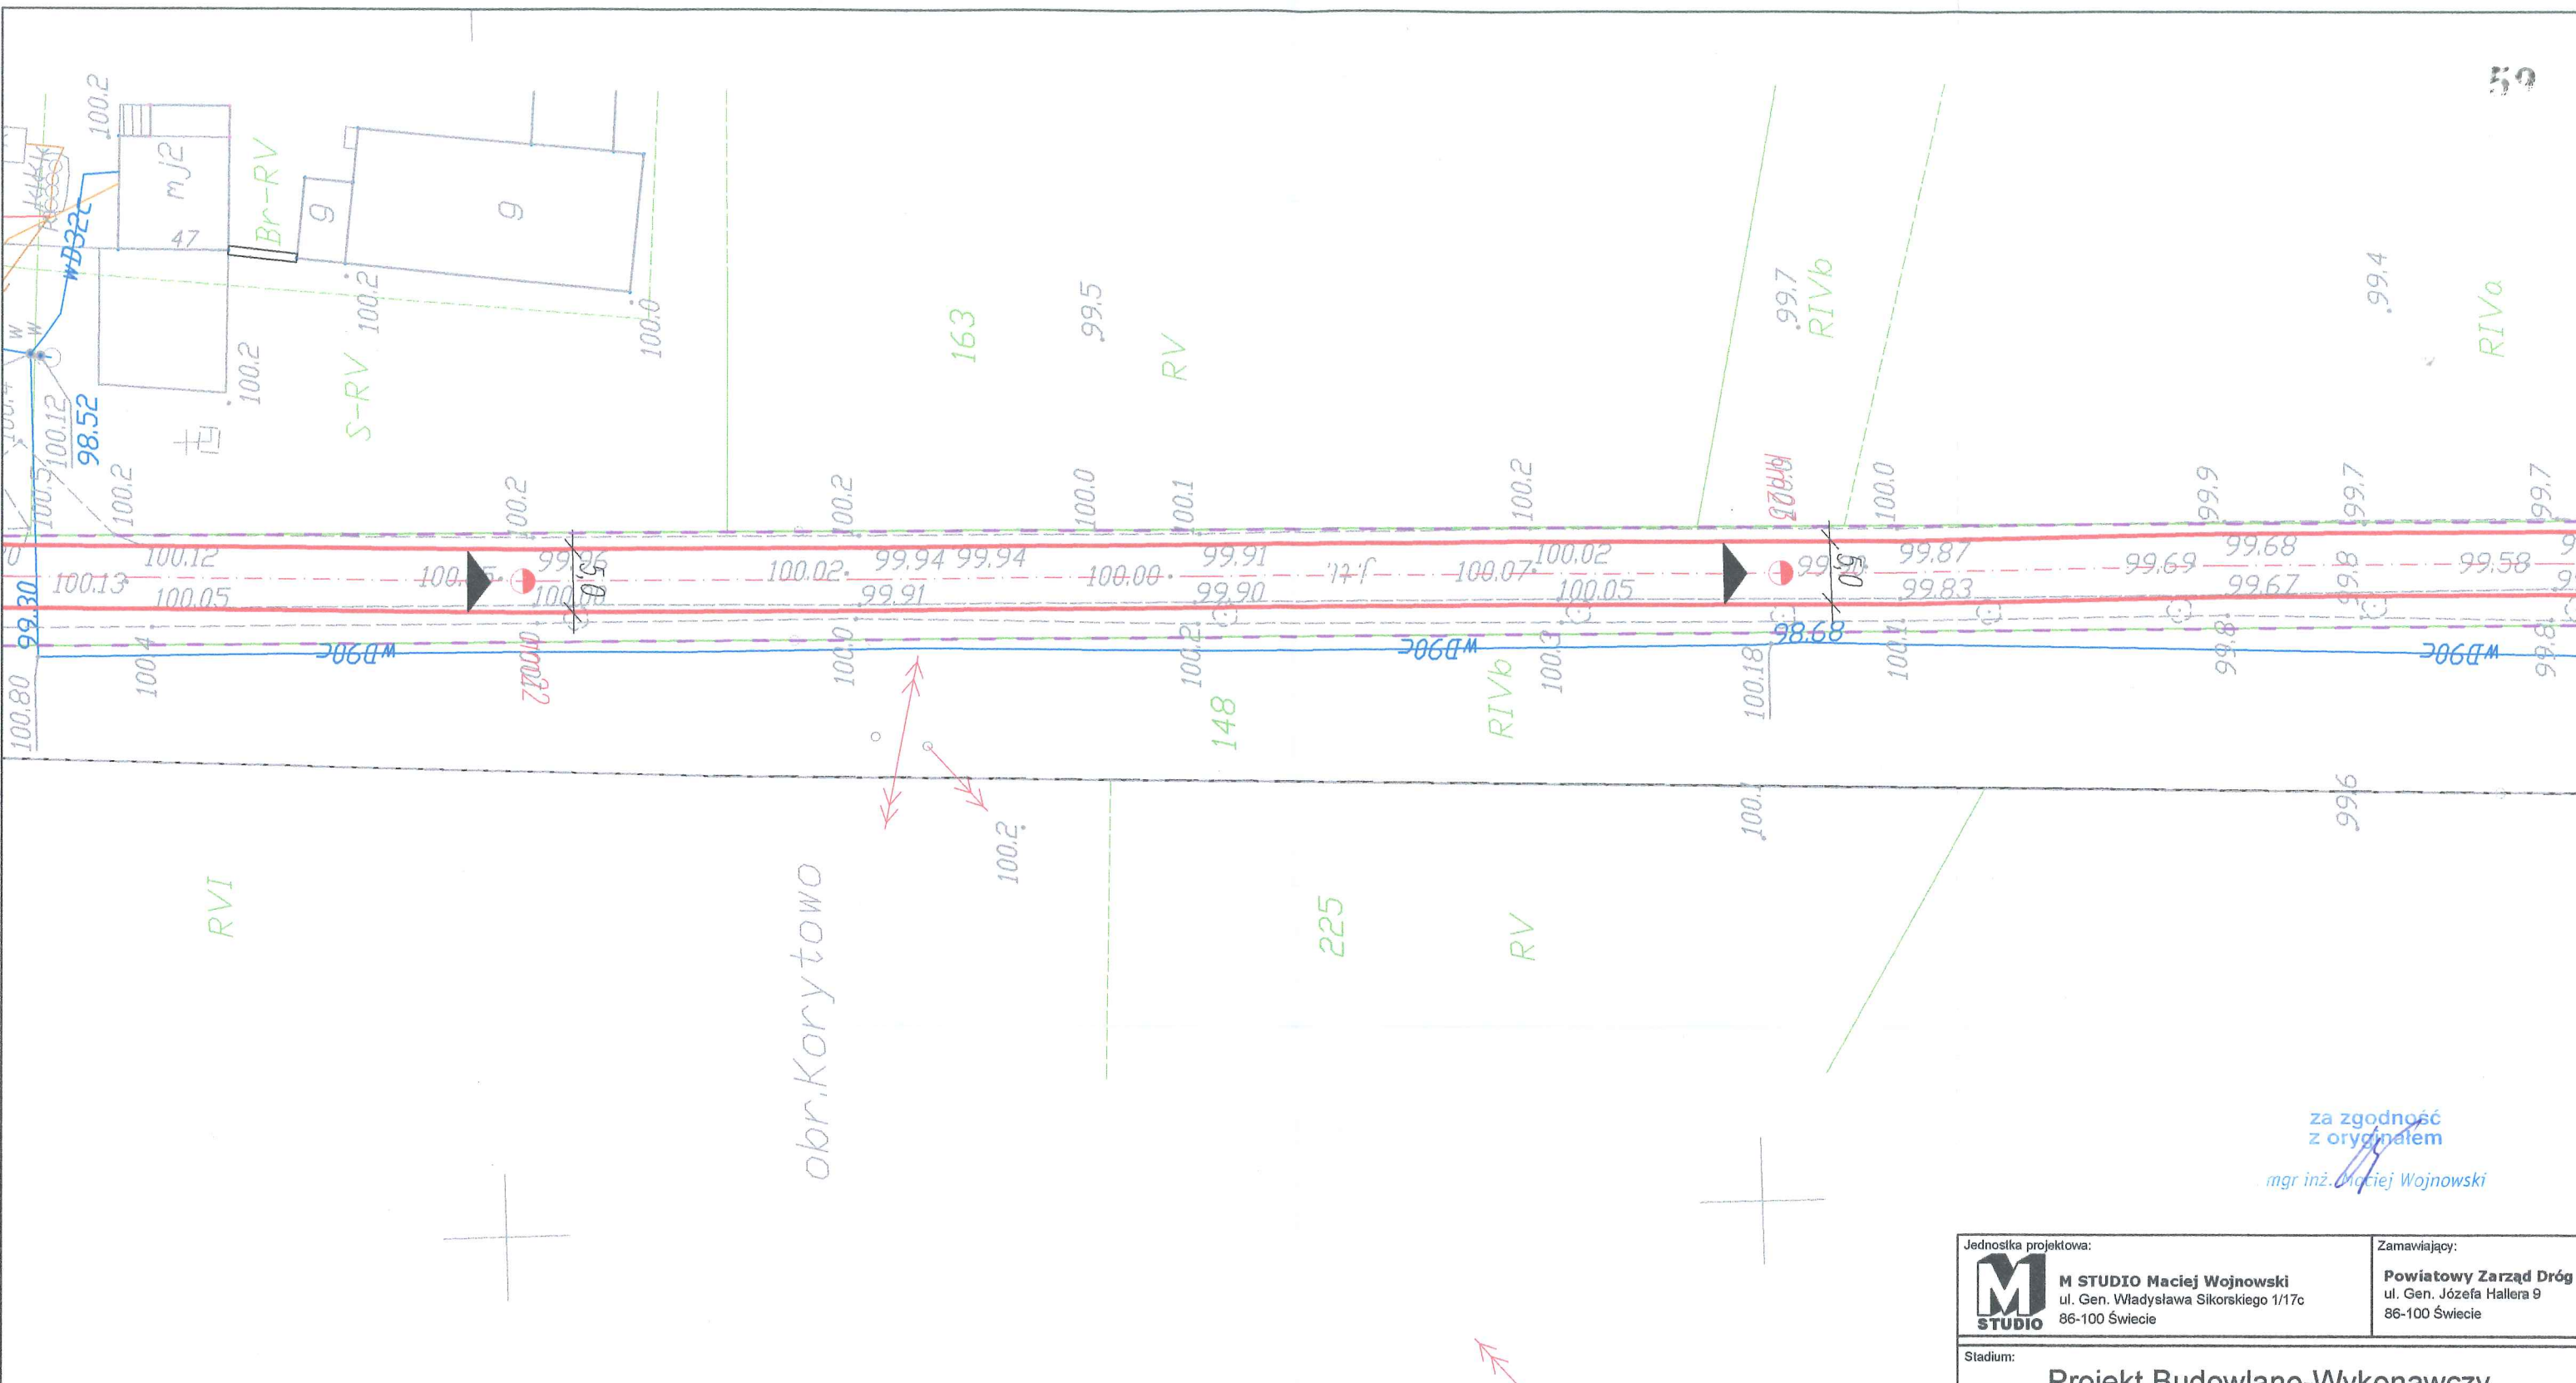 100.2
mj2
Br-RV
g
g
47
wD32c
100.2
100.0
100.2
w
w
100.12
98.52
S-RV
163
.99.5
RV
.99.7
RIVb
.99.4
RIVa
100.9
100.2
100.2
100.2
100.0
100.1
100.2
100.0
99.9
99.7
99.7
100.12
99.94 99.94
99.91
100.02
99.87
99.68
100.13
100.02
100.00
j.t.
100.07
99.69
99.58
5,0
5,0
100.05
99.91
99.90
100.05
99.83
99.67
99.8
99.30
wD90c
wD90c
98.68
wD90c
100.4
100.0
100.2
100.3
100.18
100.1
99.8
99.8
100.80
148
RIVb
100.2
99.6
RVI
obr.Korytowo
225
RV
za zgodność
z oryginałem
mgr inż. Maciej Wojnowski
Jednostka projektowa:
M STUDIO
M STUDIO Maciej Wojnowski
ul. Gen. Władysława Sikorskiego 1/17c
86-100 Świecie
Zamawiający:
Powiatowy Zarząd Dróg
ul. Gen. Józefa Hallera 9
86-100 Świecie
Stadium:
Projekt Budowlano-Wykonawczy